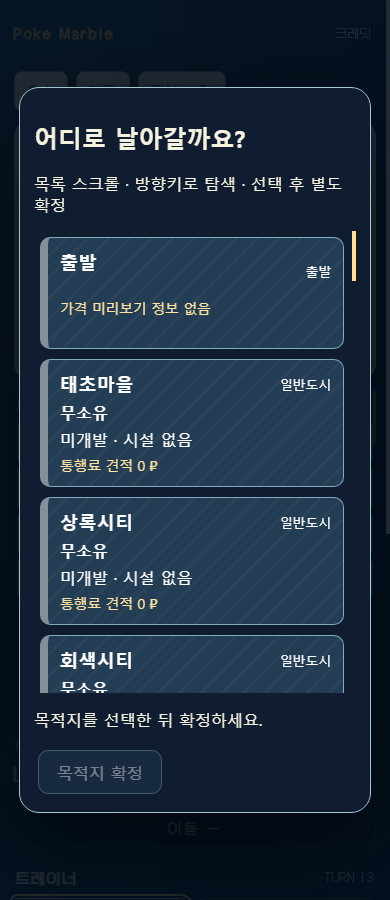 Poke Marble
크레딧
어디로 날아갈까요?
목록 스크롤 · 방향키로 탐색 · 선택 후 별도
확정
출발
출발
가격 미리보기 정보 없음
태초마을
일반도시
무소유
미개발 · 시설 없음
통행료 견적 0 ₽
상록시티
일반도시
무소유
미개발 · 시설 없음
통행료 견적 0 ₽
회색시티
일반도시
무소유
목적지를 선택한 뒤 확정하세요.
목적지 확정
이동 –
트레이너
TURN 13